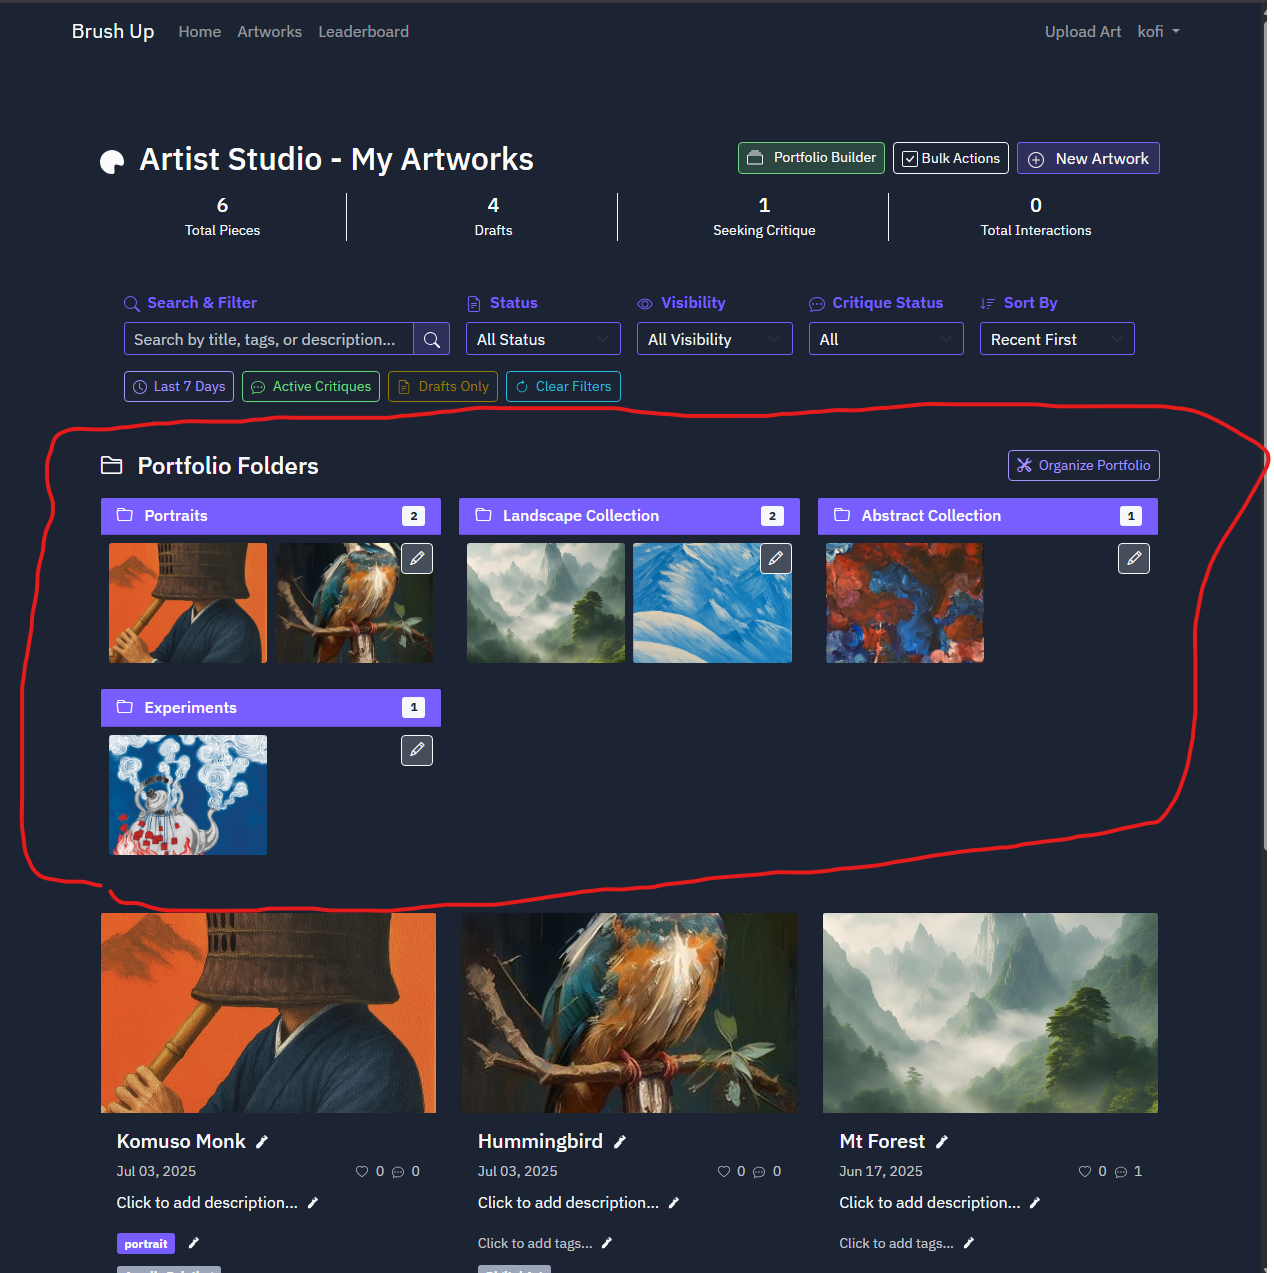 Brush Up Home Artworks Leaderboard Upload Art kofi
Artist Studio - My Artworks Portfolio Builder Bulk Actions New Artwork
6 4 1 0
Total Pieces Drafts Seeking Critique Total Interactions
Search & Filter Status Visibility Critique Status Sort By
Search by title, tags, or description... All Status All Visibility All Recent First
Last 7 Days Active Critiques Drafts Only Clear Filters
Portfolio Folders Organize Portfolio
Portraits 2 Landscape Collection 2 Abstract Collection 1
Experiments 1
Komuso Monk Hummingbird Mt Forest
Jul 03, 2025 0 0 Jul 03, 2025 0 0 Jun 17, 2025 0 1
Click to add description... Click to add description... Click to add description...
portrait Click to add tags... Click to add tags...